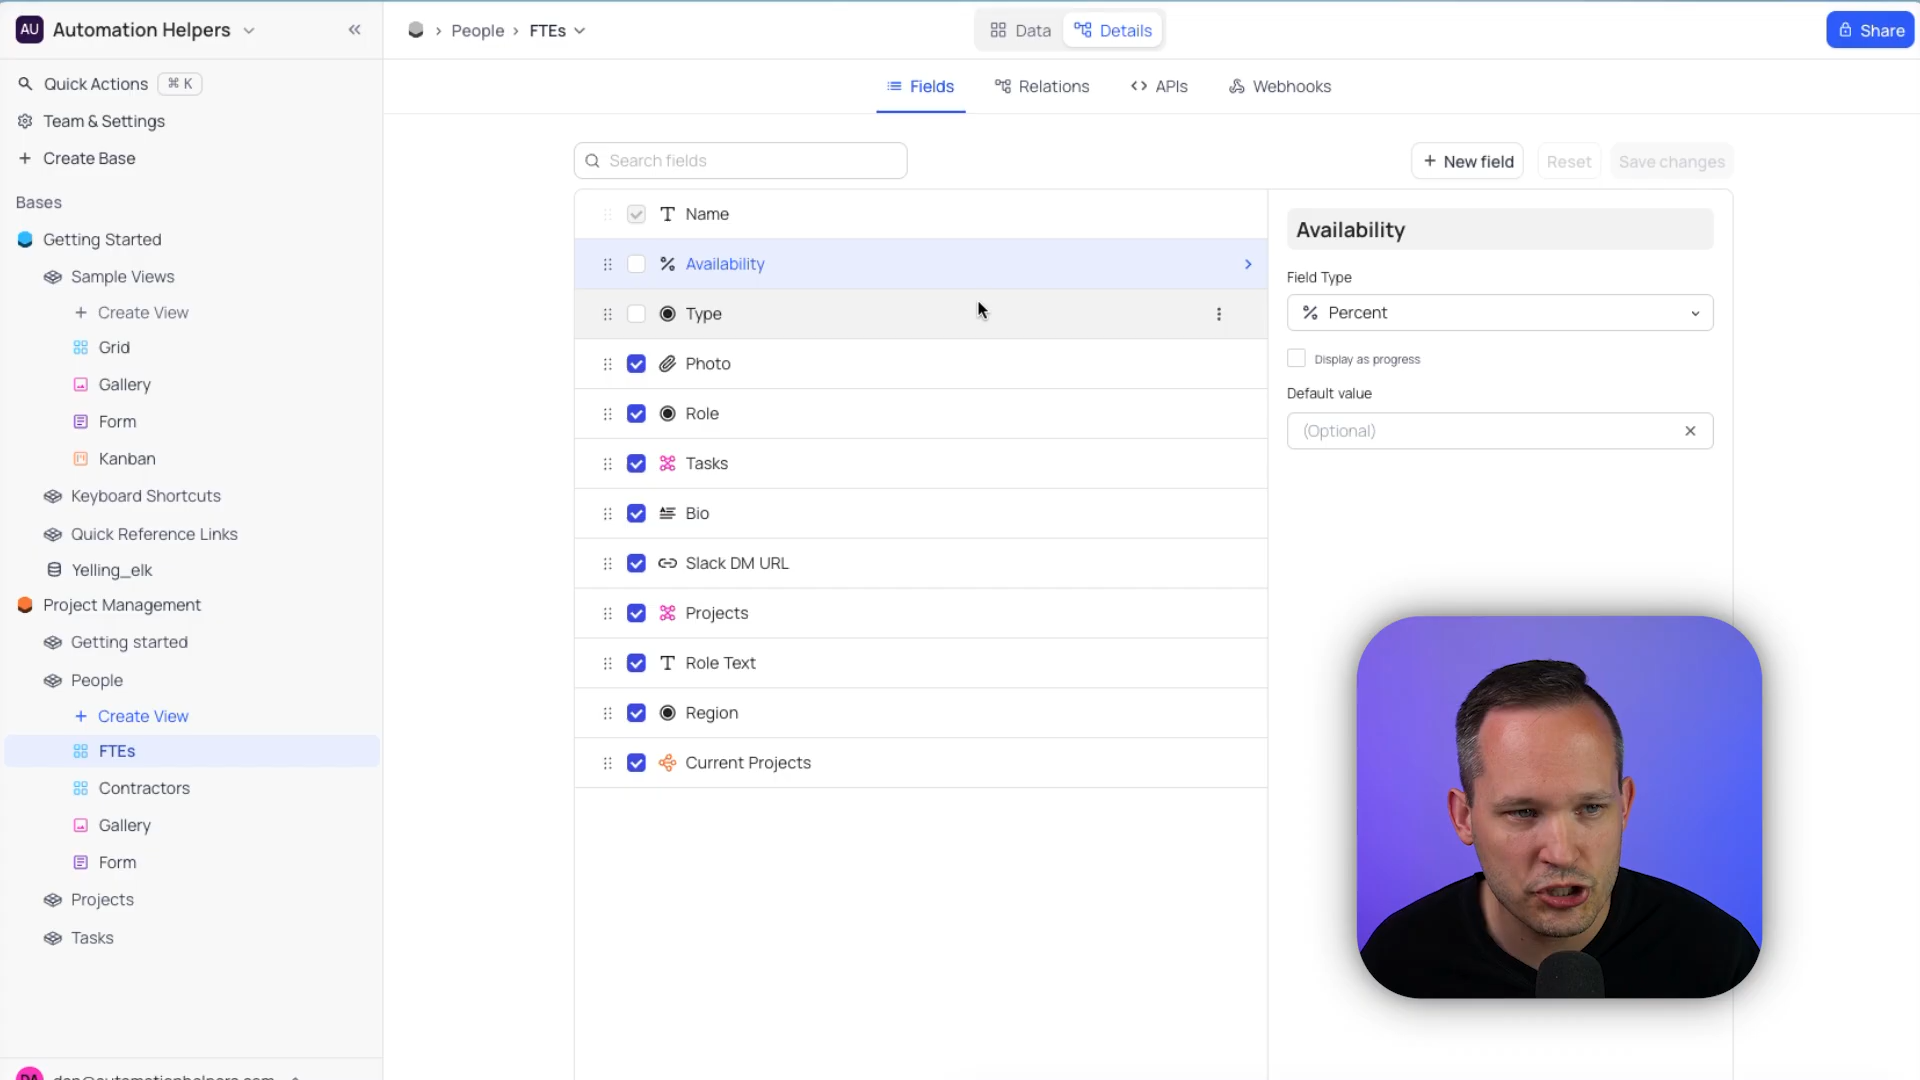 AU Automation Helpers
People
FTEs
Data
Details
Share
Quick Actions
⌘ K
Team & Settings
Create Base
Fields
Relations
APIs
Webhooks
Search fields
New field
Reset
Save changes
Bases
Getting Started
Sample Views
Create View
Grid
Gallery
Form
Kanban
Keyboard Shortcuts
Quick Reference Links
Yelling_elk
Project Management
Getting started
People
Create View
FTEs
Contractors
Gallery
Form
Projects
Tasks
Name
Availability
Type
Photo
Role
Tasks
Bio
Slack DM URL
Projects
Role Text
Region
Current Projects
Availability
Field Type
Percent
Display as progress
Default value
(Optional)